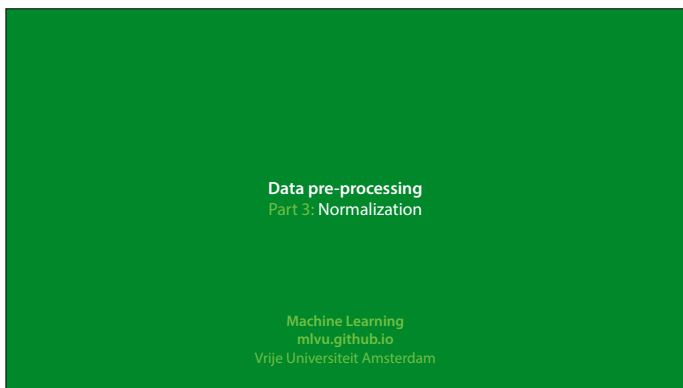 Data pre-processing
Part 3: Normalization
Machine Learning
mlvu.github.io
Vrije Universiteit Amsterdam